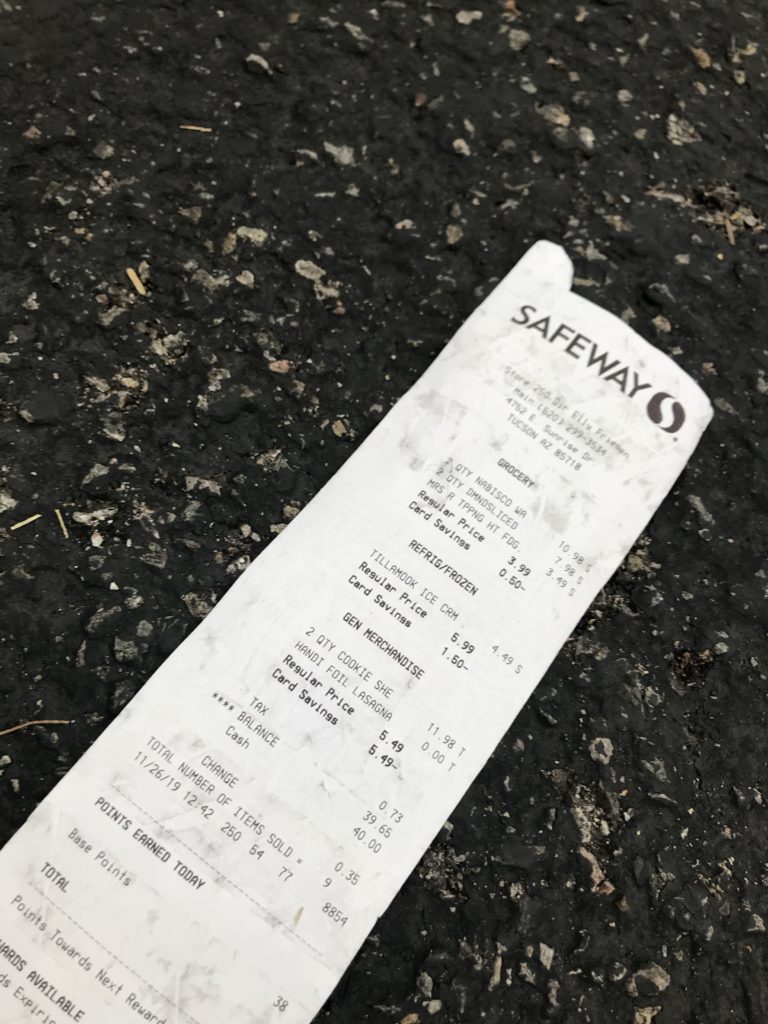 SAFEWAY
Store 250 Dir Elly Friesen
Main (520) 299-3534
4752 E. Sunrise Dr
TUCSON AZ 85718
GROCERY
2 QTY NABISCO WA 10.98 S
2 QTY DMNDSLICED 7.98 S
MRS R TPPNG HT FDG. 3.49 S
Regular Price 3.99
Card Savings 0.50-
REFRIG/FROZEN
TILLAMOOK ICE CRM . 4.49 S
Regular Price 5.99
Card Savings 1.50-
GEN MERCHANDISE
2 QTY COOKIE SHE 11.98 T
HANDI FOIL LASAGNA 0.00 T
Regular Price 5.49
Card Savings 5.49-
TAX 0.73
**** BALANCE 39.65
Cash 40.00
CHANGE 0.35
TOTAL NUMBER OF ITEMS SOLD = 9
11/26/19 12:42 250 54 77 8854
POINTS EARNED TODAY
Base Points 38
TOTAL
Points Towards Next Reward
ARDS AVAILABLE
ds Expirin